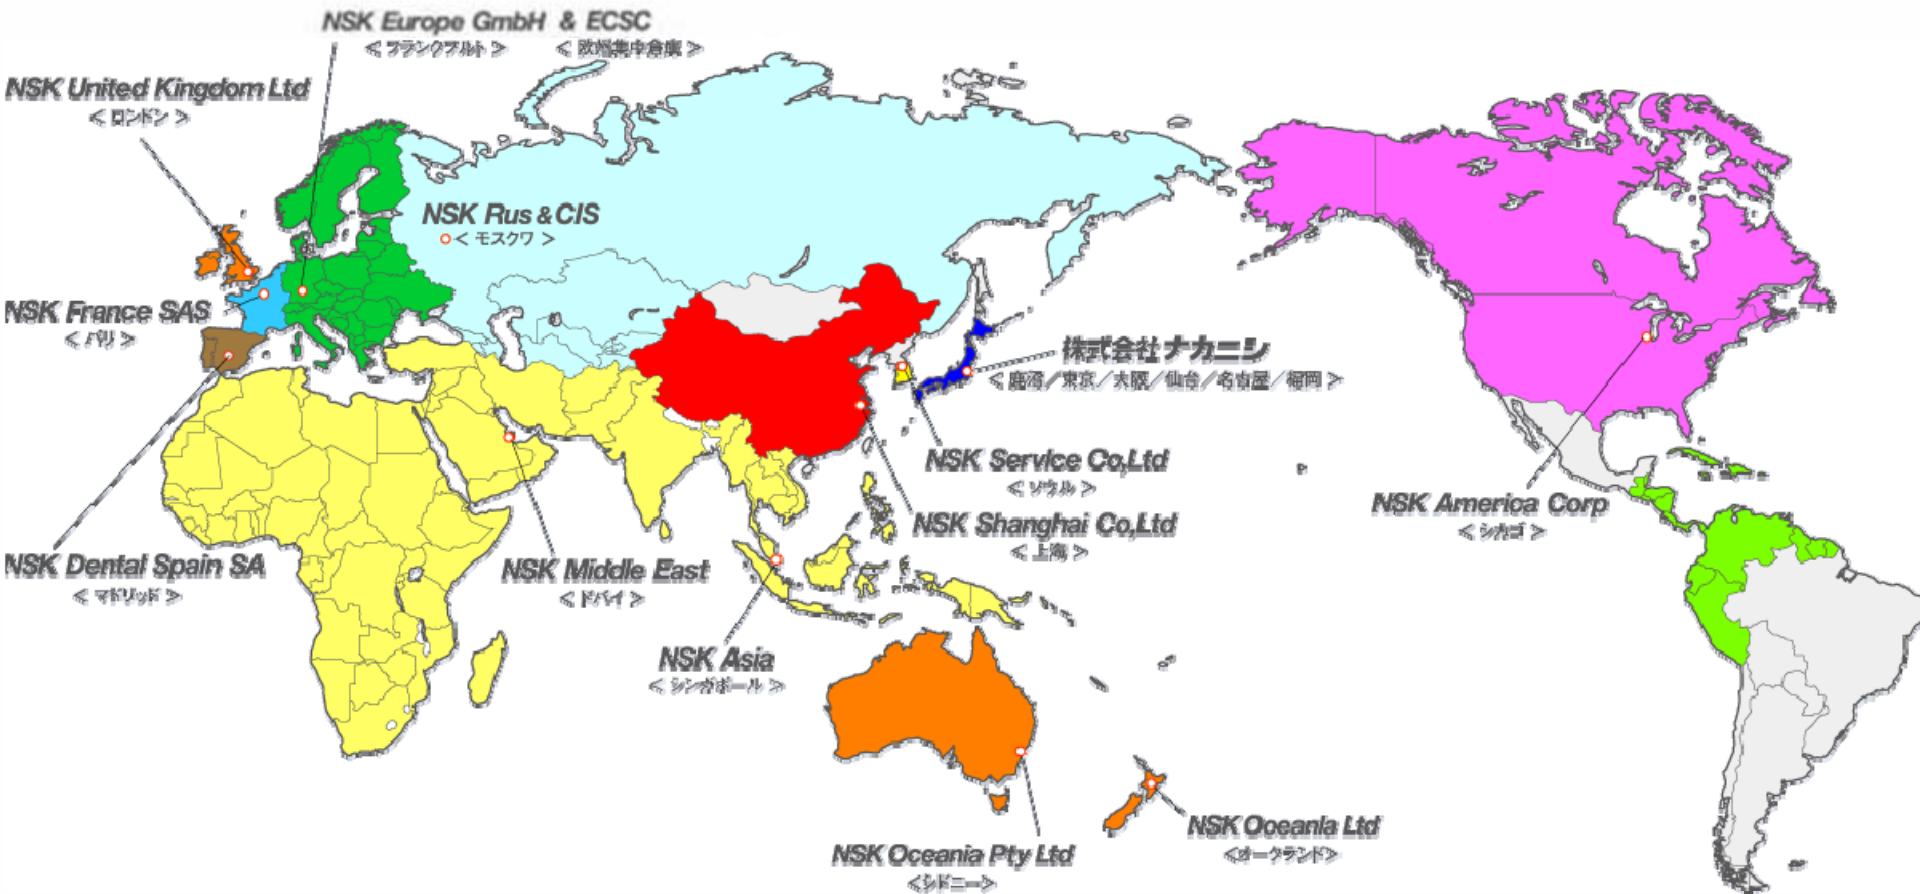 NSK Europe GmbH & ECSC
< フランクフルト > < 欧州集中倉庫 >
NSK United Kingdom Ltd
< ロンドン >
NSK Rus & CIS
< モスクワ >
NSK France SAS
< パリ >
株式会社ナカニシ
< 鹿沼／東京／大阪／仙台／名古屋／福岡 >
NSK Service Co,Ltd
< ソウル >
NSK America Corp
< シカゴ >
NSK Shanghai Co,Ltd
< 上海 >
NSK Dental Spain SA
< マドリッド >
NSK Middle East
< ドバイ >
NSK Asia
< シンガポール >
NSK Oceania Ltd
<オークランド>
NSK Oceania Pty Ltd
<シドニー>